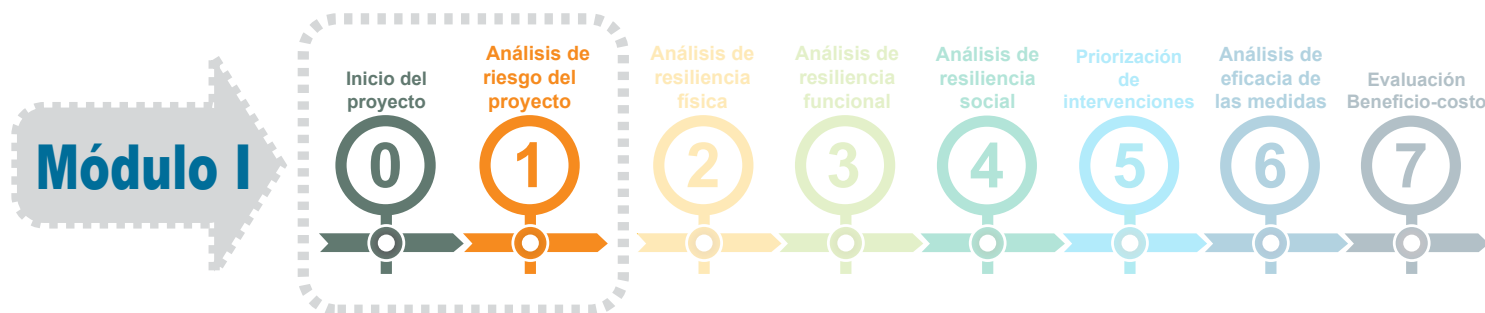 Módulo I
Inicio del
proyecto
0
Análisis de
riesgo del
proyecto
1
Análisis de
resiliencia
física
2
Análisis de
resiliencia
funcional
3
Análisis de
resiliencia
social
4
Priorización
de
intervenciones
5
Análisis de
eficacia de
las medidas
6
Evaluación
Beneficio-costo
7